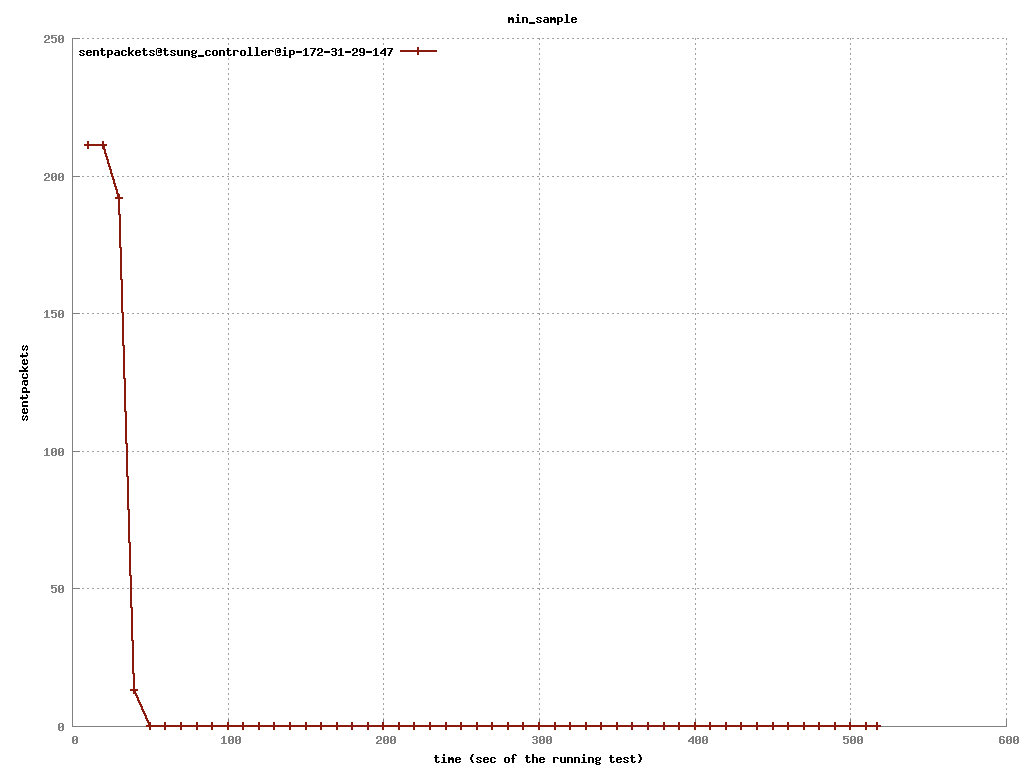 min_sample
250
sentpackets@tsung_controller@ip-172-31-29-147
200
150
sentpackets
100
50
0
0 100 200 300 400 500 600
time (sec of the running test)